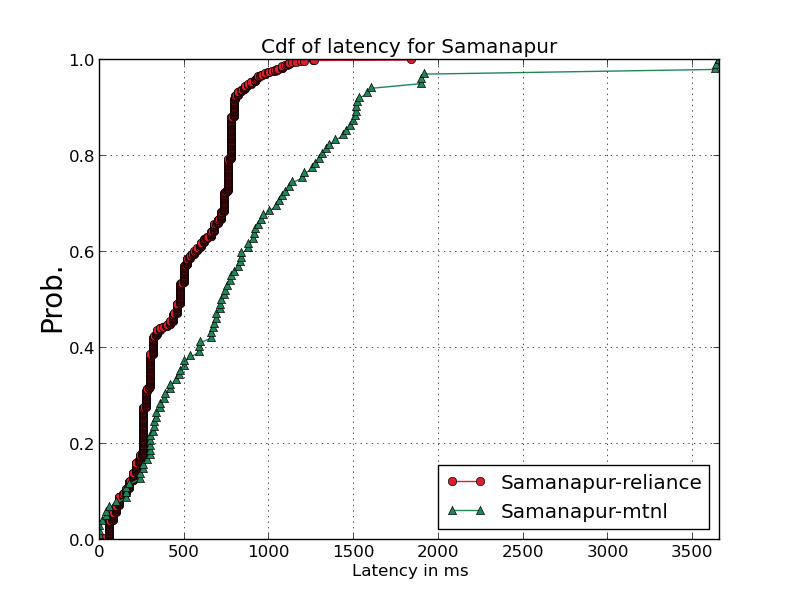 Cdf of latency for Samanapur
1.0
0.8
0.6
0.4
0.2
0.0
Prob.
0 500 1000 1500 2000 2500 3000 3500
Latency in ms
Samanapur-reliance
Samanapur-mtnl